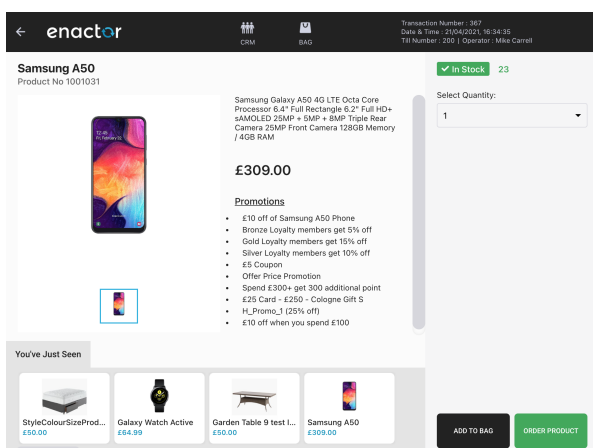 enactor
CRM
BAG
Transaction Number : 367
Date & Time : 21/04/2021, 16:34:35
Till Number : 200 | Operator : Mike Carrell
Samsung A50
Product No 1001031
Samsung Galaxy A50 4G LTE Octa Core
Processor 6.4" Full Rectangle 6.2" Full HD+
sAMOLED 25MP + 5MP + 8MP Triple Rear
Camera 25MP Front Camera 128GB Memory
/ 4GB RAM
£309.00
Promotions
• £10 off of Samsung A50 Phone
• Bronze Loyalty members get 5% off
• Gold Loyalty members get 15% off
• Silver Loyalty members get 10% off
• £5 Coupon
• Offer Price Promotion
• Spend £300+ get 300 additional point
• £25 Card - £250 - Cologne Gift S
• H_Promo_1 (25% off)
• £10 off when you spend £100
In Stock 23
Select Quantity:
1
You've Just Seen
StyleColourSizeProd...
£50.00
Galaxy Watch Active
£64.99
Garden Table 9 test l...
£50.00
Samsung A50
£309.00
ADD TO BAG
ORDER PRODUCT